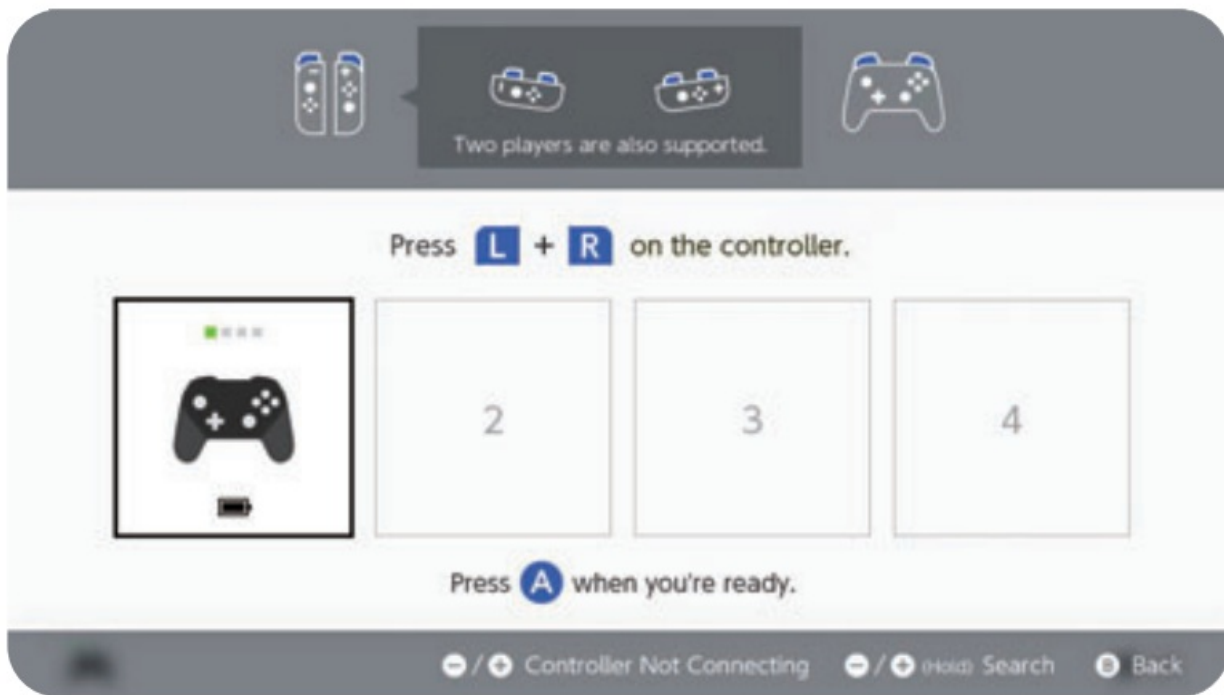 Two players are also supported.
Press L + R on the controller.
2 3 4
Press A when you're ready.
−/+ Controller Not Connecting −/+ (Hold) Search B Back